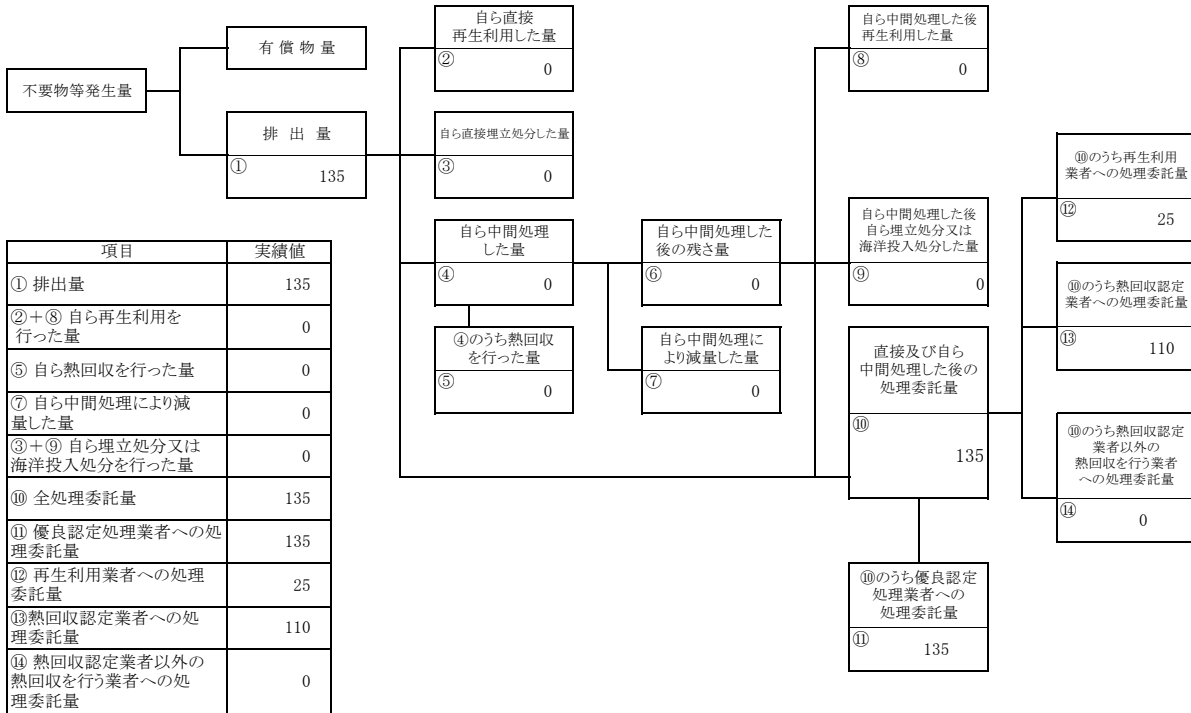 不要物等発生量
有 償 物 量
排 出 量
①
135
自ら直接
再生利用した量
②
0
自ら直接埋立処分した量
③
0
自ら中間処理
した量
④
0
④のうち熱回収
を行った量
⑤
0
自ら中間処理した
後の残さ量
⑥
0
自ら中間処理に
より減量した量
⑦
0
自ら中間処理した後
再生利用した量
⑧
0
自ら中間処理した後
自ら埋立処分又は
海洋投入処分した量
⑨
0
直接及び自ら
中間処理した後の
処理委託量
⑩
135
⑩のうち優良認定
処理業者への
処理委託量
⑪
135
⑩のうち再生利用
業者への処理委託量
⑫
25
⑩のうち熱回収認定
業者への処理委託量
⑬
110
⑩のうち熱回収認定
業者以外の
熱回収を行う業者
への処理委託量
⑭
0
項目 実績値
① 排出量 135
②+⑧ 自ら再生利用を
行った量 0
⑤ 自ら熱回収を行った量 0
⑦ 自ら中間処理により減
量した量 0
③+⑨ 自ら埋立処分又は
海洋投入処分を行った量 0
⑩ 全処理委託量 135
⑪ 優良認定処理業者への処
理委託量 135
⑫ 再生利用業者への処理
委託量 25
⑬熱回収認定業者への処
理委託量 110
⑭ 熱回収認定業者以外の
熱回収を行う業者への処
理委託量 0